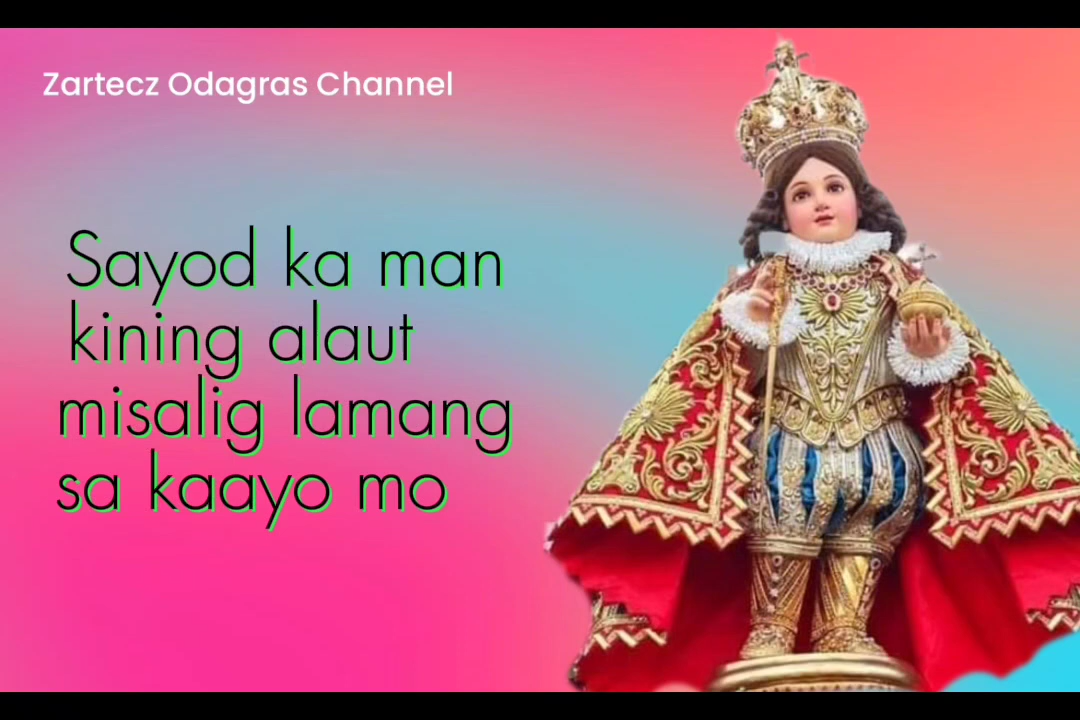 Zartecz Odagras Channel
Sayod ka man
kining alaut
misalig lamang
sa kaayo mo